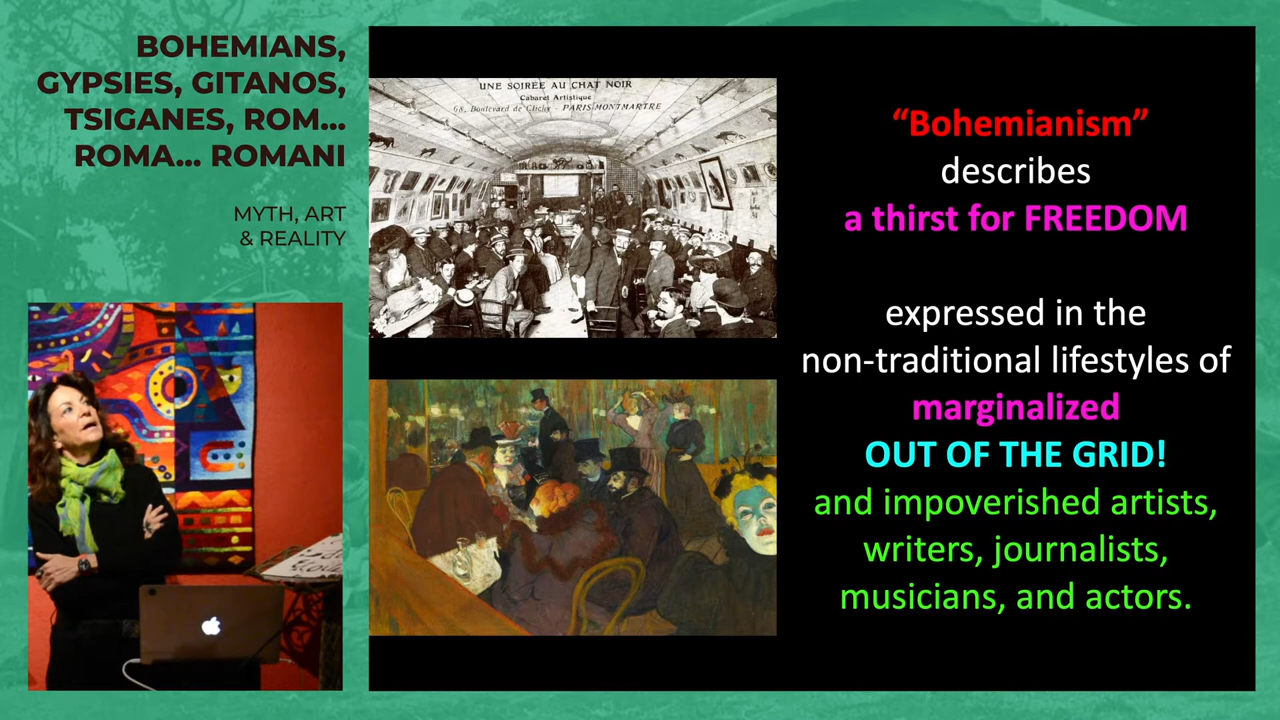 BOHEMIANS,
GYPSIES, GITANOS,
TSIGANES, ROM...
ROMA... ROMANI
MYTH, ART
& REALITY
UNE SOIREE AU CHAT NOIR
Cabaret Artistique
68, Boulevard de Clichy - PARIS-MONTMARTRE
“Bohemianism”
describes
a thirst for FREEDOM
expressed in the
non-traditional lifestyles of
marginalized
OUT OF THE GRID!
and impoverished artists,
writers, journalists,
musicians, and actors.